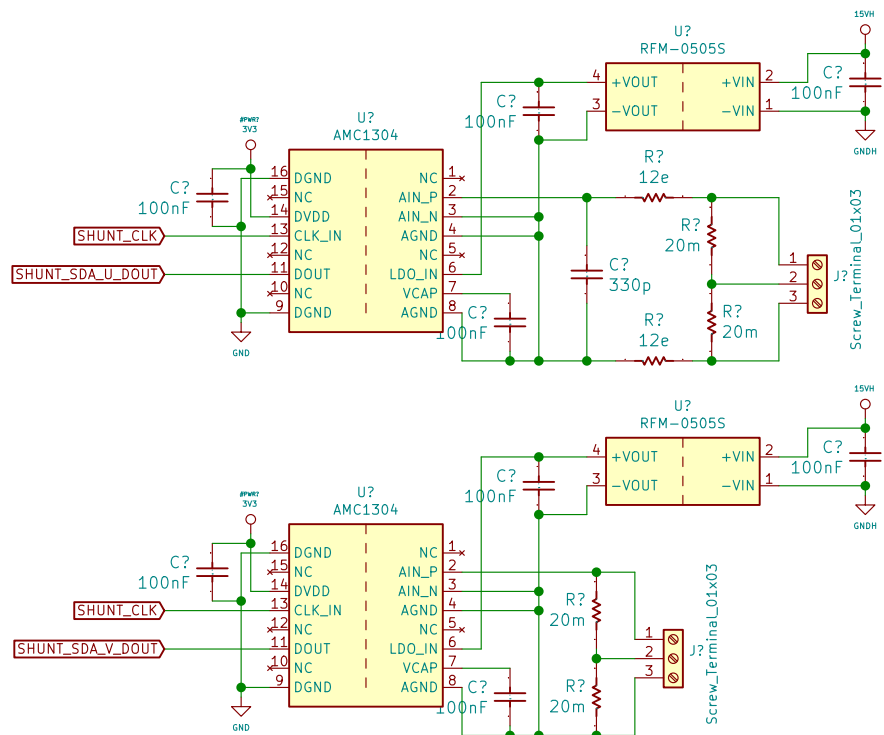 15VH
U?
RFM-0505S
4 +VOUT +VIN 2
3 -VOUT -VIN 1
C?
100nF
C?
100nF
GNDH
#PWR?
3V3
U?
AMC1304
C?
100nF
16 DGND NC 1
15 NC AIN_P 2
14 DVDD AIN_N 3
13 CLK_IN AGND 4
12 NC NC 5
11 DOUT LDO_IN 6
10 NC VCAP 7
9 DGND AGND 8
SHUNT_CLK
SHUNT_SDA_U_DOUT
GND
C?
100nF
R?
12e
C?
330p
R?
12e
R?
20m
R?
20m
1
2
3
J?
Screw_Terminal_01x03
15VH
U?
RFM-0505S
4 +VOUT +VIN 2
3 -VOUT -VIN 1
C?
100nF
C?
100nF
GNDH
#PWR?
3V3
U?
AMC1304
C?
100nF
16 DGND NC 1
15 NC AIN_P 2
14 DVDD AIN_N 3
13 CLK_IN AGND 4
12 NC NC 5
11 DOUT LDO_IN 6
10 NC VCAP 7
9 DGND AGND 8
SHUNT_CLK
SHUNT_SDA_V_DOUT
GND
C?
100nF
R?
20m
R?
20m
1
2
3
J?
Screw_Terminal_01x03